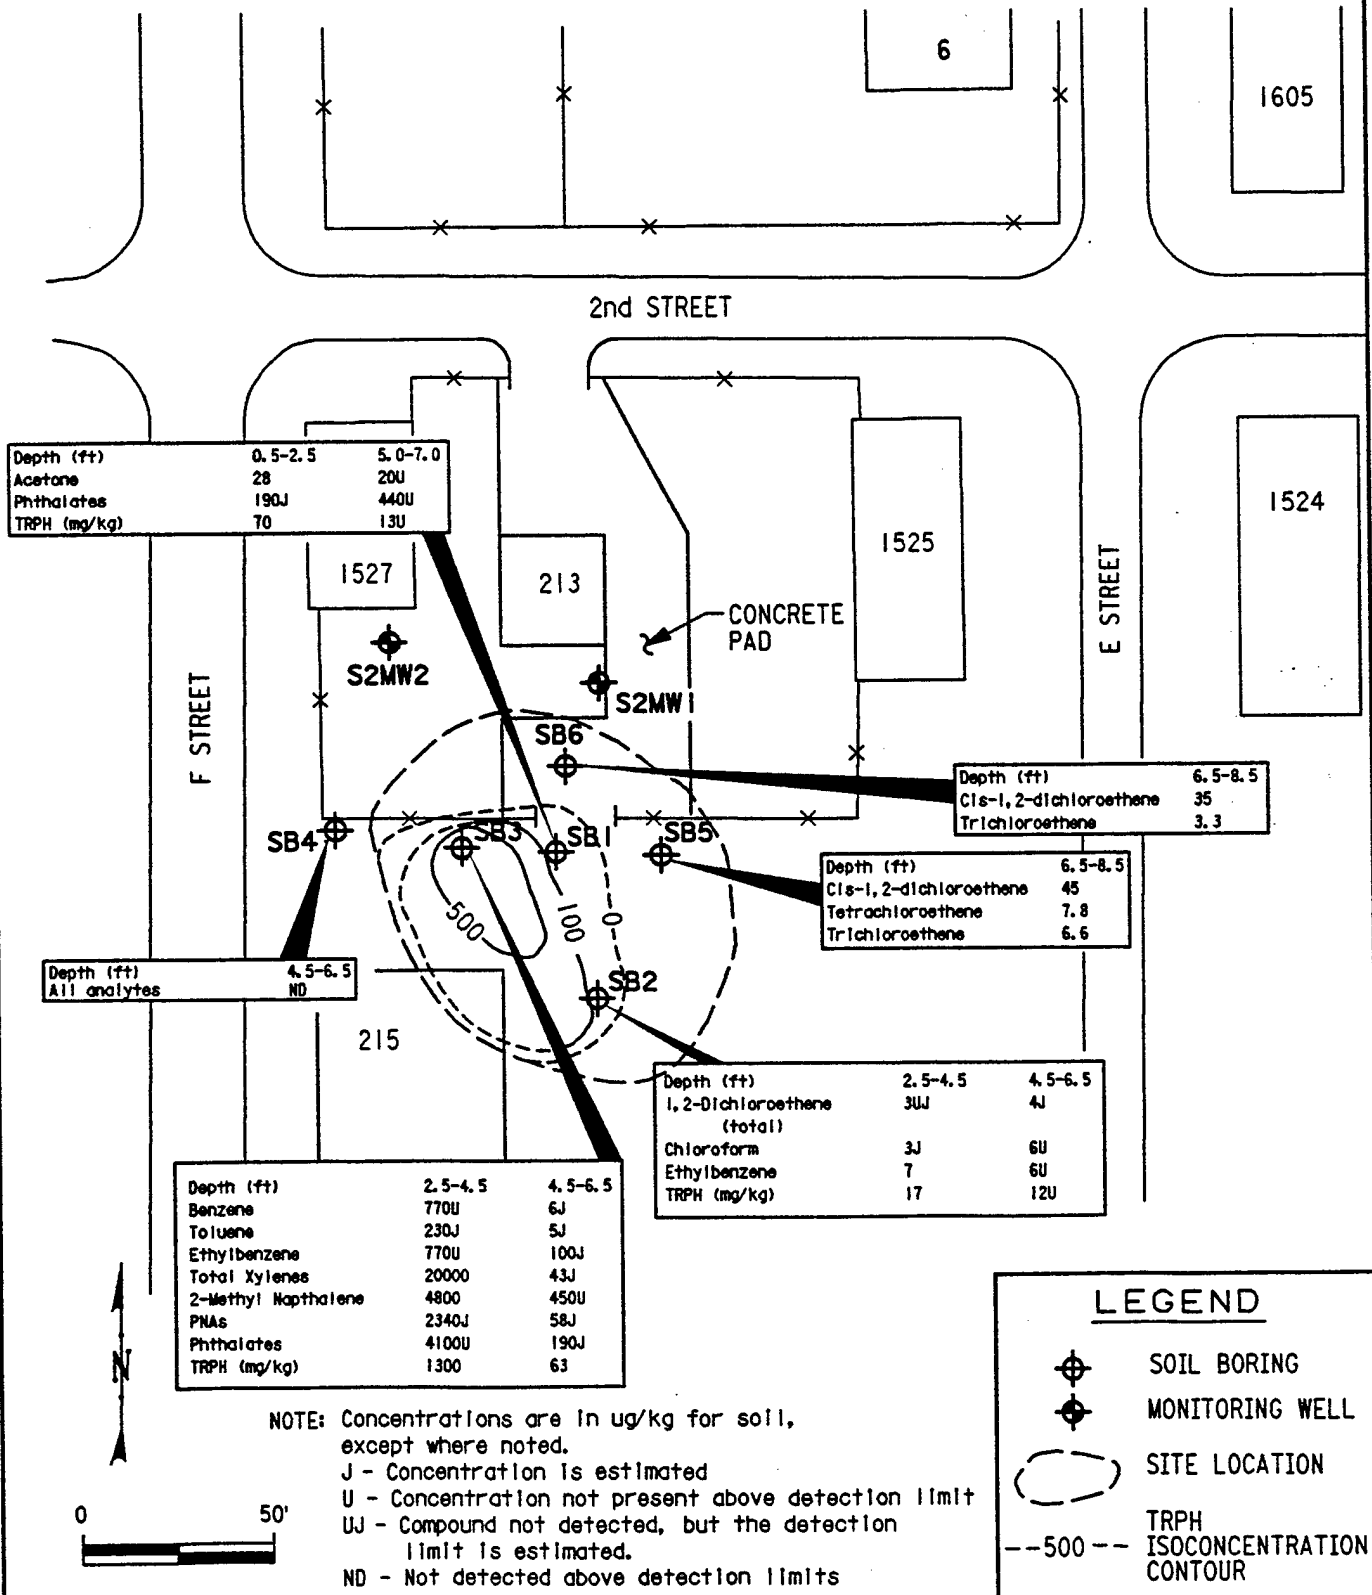 6
1605
2nd STREET
Depth (ft) 0.5-2.5 5.0-7.0
Acetone 28 20U
Phthalates 190J 440U
TRPH (mg/kg) 70 13U
1527
213
1525
1524
CONCRETE
PAD
E STREET
F STREET
S2MW2
S2MW1
SB6
SB4
SB3
SB1
SB5
500
100
0
SB2
Depth (ft) 6.5-8.5
Cis-1,2-dichloroethene 35
Trichloroethene 3.3
Depth (ft) 6.5-8.5
Cis-1,2-dichloroethene 45
Tetrachloroethene 7.8
Trichloroethene 6.6
Depth (ft) 4.5-6.5
All analytes ND
215
Depth (ft) 2.5-4.5 4.5-6.5
1,2-Dichloroethene 3UJ 4J
(total)
Chloroform 3J 6U
Ethylbenzene 7 6U
TRPH (mg/kg) 17 12U
Depth (ft) 2.5-4.5 4.5-6.5
Benzene 770U 6J
Toluene 230J 5J
Ethylbenzene 770U 100J
Total Xylenes 20000 43J
2-Methyl Napthalene 4800 450U
PNAs 2340J 58J
Phthalates 4100U 190J
TRPH (mg/kg) 1300 63
N
0 50'
NOTE: Concentrations are in ug/kg for soil,
except where noted.
J - Concentration is estimated
U - Concentration not present above detection limit
UJ - Compound not detected, but the detection
limit is estimated.
ND - Not detected above detection limits
LEGEND
SOIL BORING
MONITORING WELL
SITE LOCATION
--500-- TRPH
ISOCONCENTRATION
CONTOUR